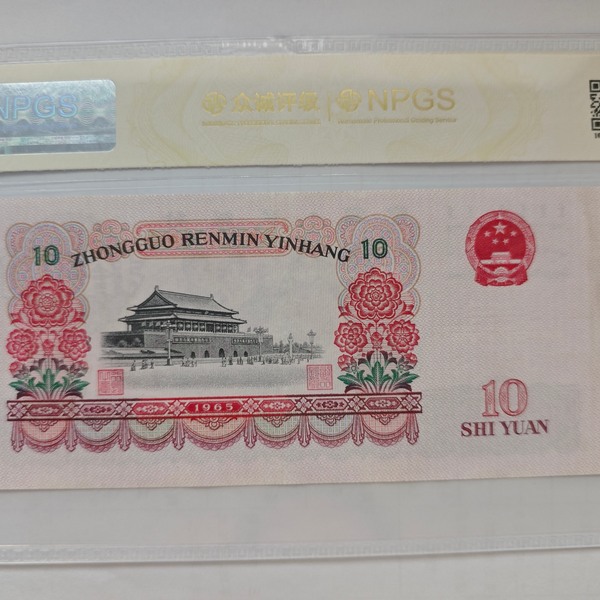 NPGS
众诚评级 NPGS
10 ZHONGGUO RENMIN YINHANG 10
1965
10
SHI YUAN